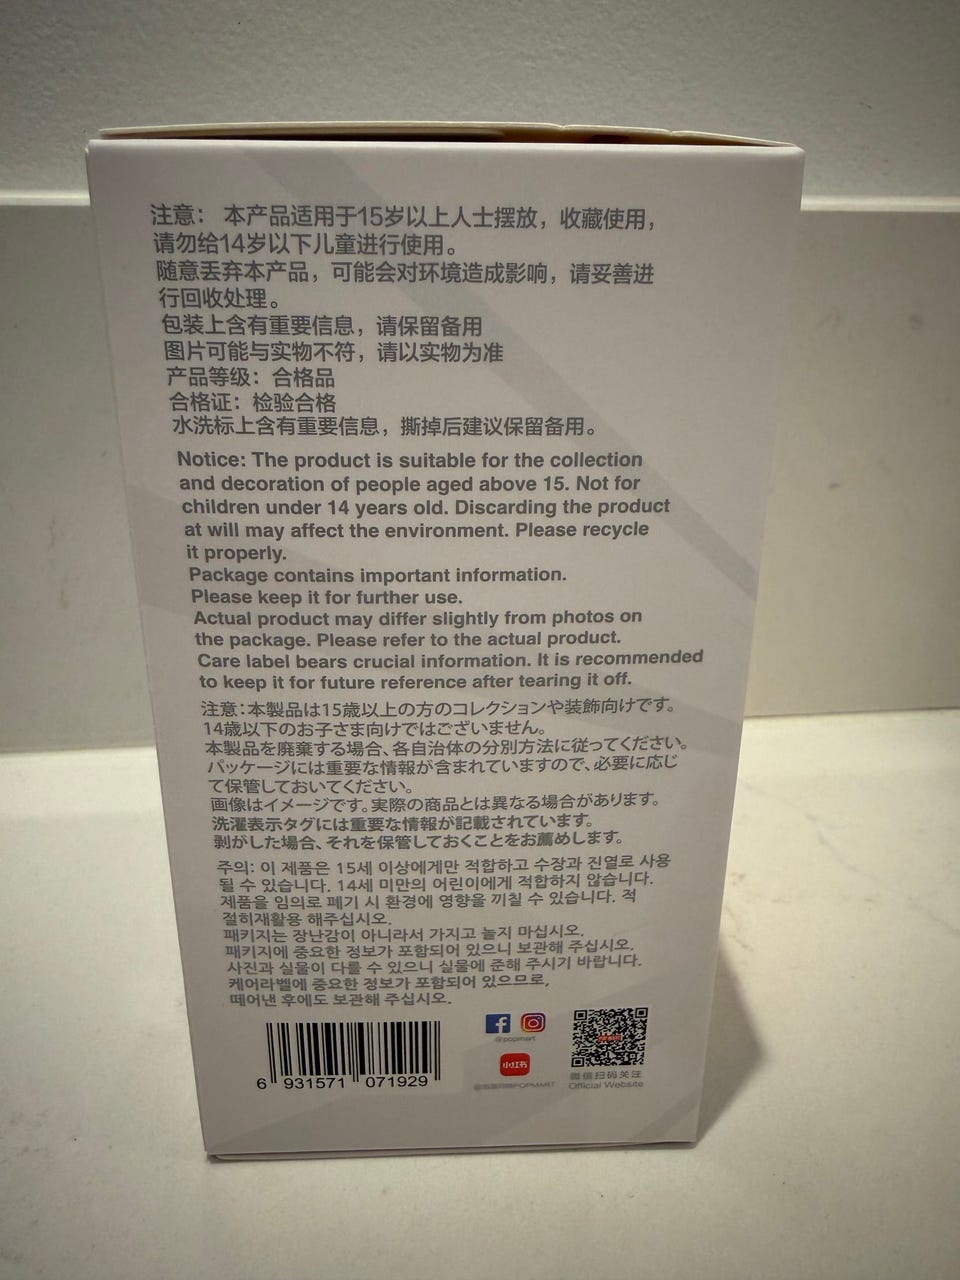 注意： 本产品适用于15岁以上人士摆放，收藏使用，
请勿给14岁以下儿童进行使用。
随意丢弃本产品，可能会对环境造成影响，请妥善进
行回收处理。
包装上含有重要信息，请保留备用
图片可能与实物不符，请以实物为准
产品等级：合格品
合格证：检验合格
水洗标上含有重要信息，撕掉后建议保留备用。
Notice: The product is suitable for the collection
and decoration of people aged above 15. Not for
children under 14 years old. Discarding the product
at will may affect the environment. Please recycle
it properly.
Package contains important information.
Please keep it for further use.
Actual product may differ slightly from photos on
the package. Please refer to the actual product.
Care label bears crucial information. It is recommended
to keep it for future reference after tearing it off.
注意：本製品は15歳以上の方のコレクションや装飾向けです。
14歳以下のお子さま向けではございません。
本製品を廃棄する場合、各自治体の分別方法に従ってください。
パッケージには重要な情報が含まれていますので、必要に応じ
て保管しておいてください。
画像はイメージです。実際の商品とは異なる場合があります。
洗濯表示タグには重要な情報が記載されています。
剥がした場合、それを保管しておくことをお薦めします。
주의: 이 제품은 15세 이상에게만 적합하고 수장과 진열로 사용
될 수 있습니다. 14세 미만의 어린이에게 적합하지 않습니다.
제품을 임의로 폐기 시 환경에 영향을 끼칠 수 있습니다. 적
절히재활용 해주십시오.
패키지는 장난감이 아니라서 가지고 놀지 마십시오.
패키지에 중요한 정보가 포함되어 있으니 보관해 주십시오.
사진과 실물이 다를 수 있으니 실물에 준해 주시기 바랍니다.
케어라벨에 중요한 정보가 포함되어 있으므로,
떼어낸 후에도 보관해 주십시오.
6 931571 071929
@popmart
小红书
POPMART
微信扫码关注
Official Website